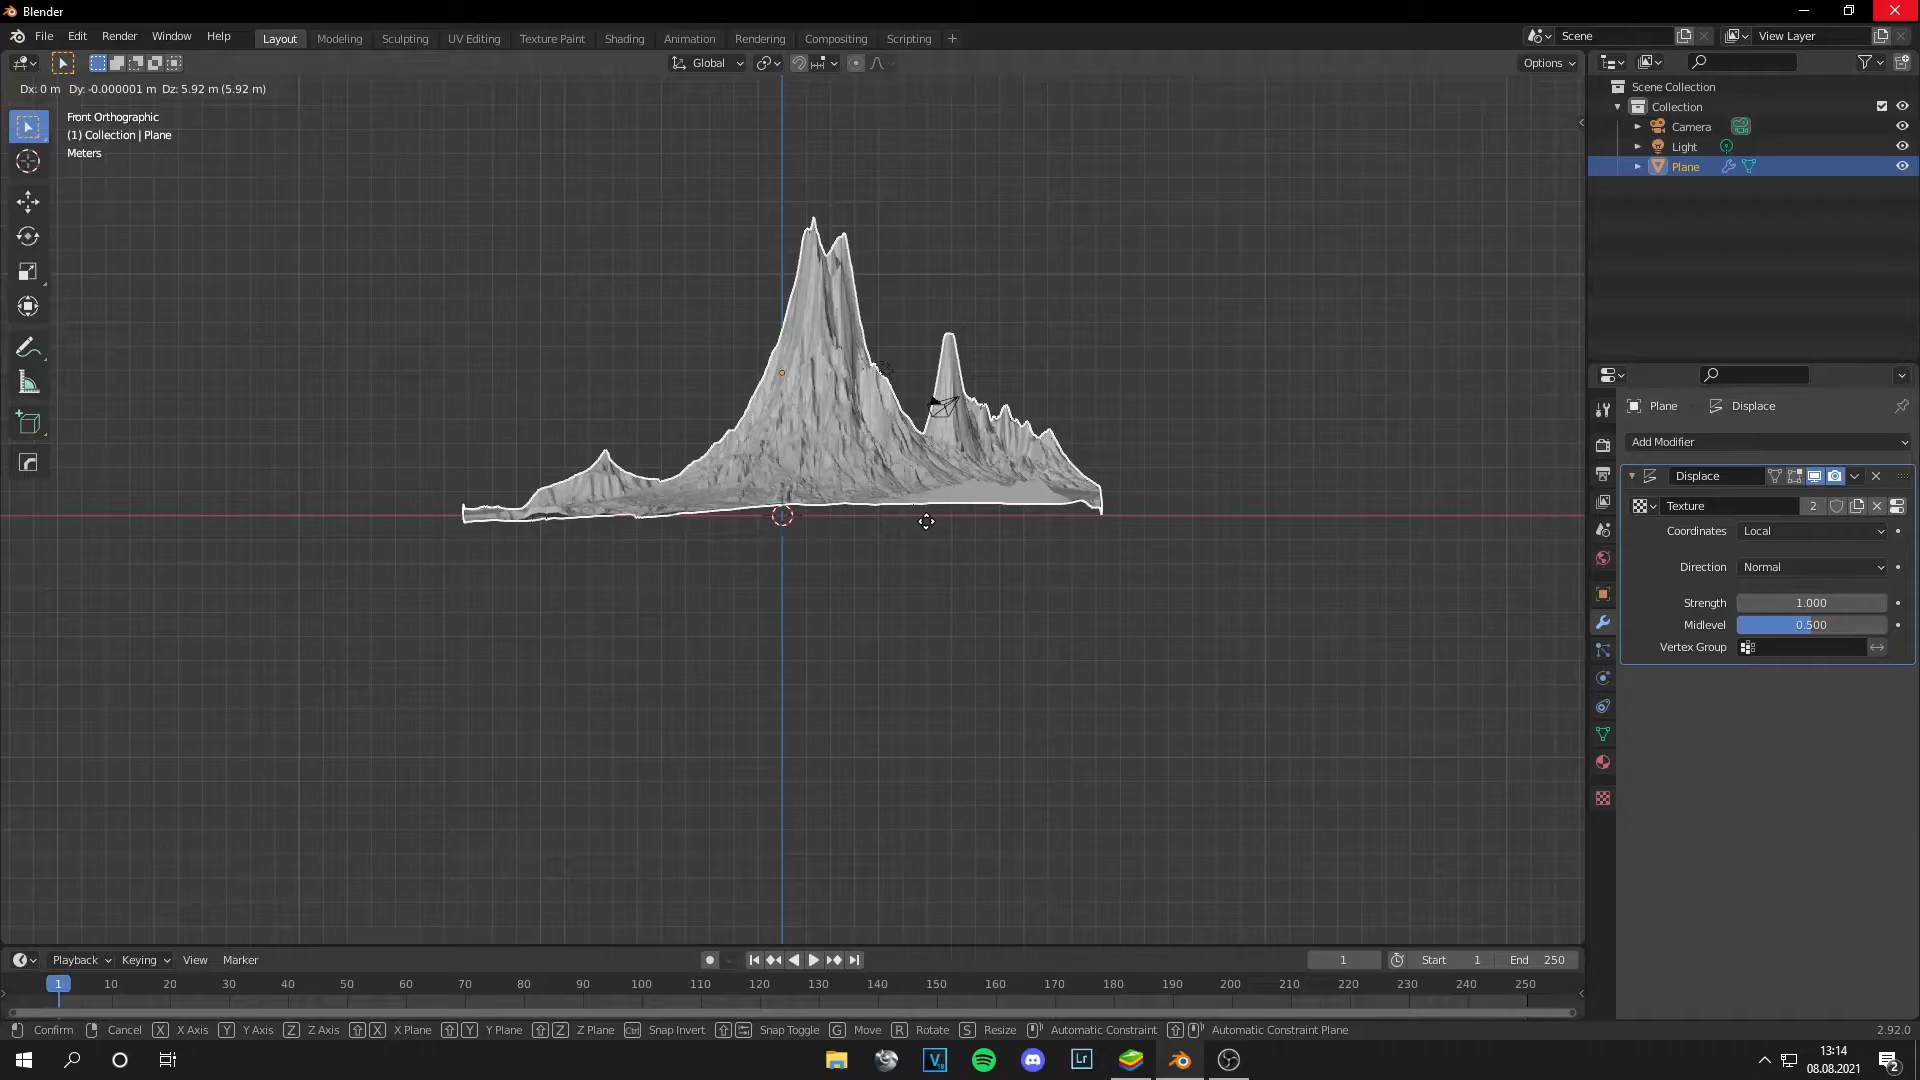 Blender
File Edit Render Window Help Layout Modeling Sculpting UV Editing Texture Paint Shading Animation Rendering Compositing Scripting Scene View Layer
Global Options
Dx: 0 m Dy: -0.000001 m Dz: 5.92 m (5.92 m)
Front Orthographic
(1) Collection | Plane
Meters
Scene Collection
Collection
Camera
Light
Plane
Plane Displace
Add Modifier
Displace
Texture 2
Coordinates Local
Direction Normal
Strength 1.000
Midlevel 0.500
Vertex Group
Playback Keying View Marker 1 Start 1 End 250
1 10 20 30 40 50 60 70 80 90 100 110 120 130 140 150 160 170 180 190 200 210 220 230 240 250
Confirm Cancel X X Axis Y Y Axis Z Z Axis X X Plane Y Y Plane Z Z Plane Ctrl Snap Invert Snap Toggle G Move R Rotate S Resize Automatic Constraint Automatic Constraint Plane 2.92.0
V 18 Lr 13:14
08.08.2021 2